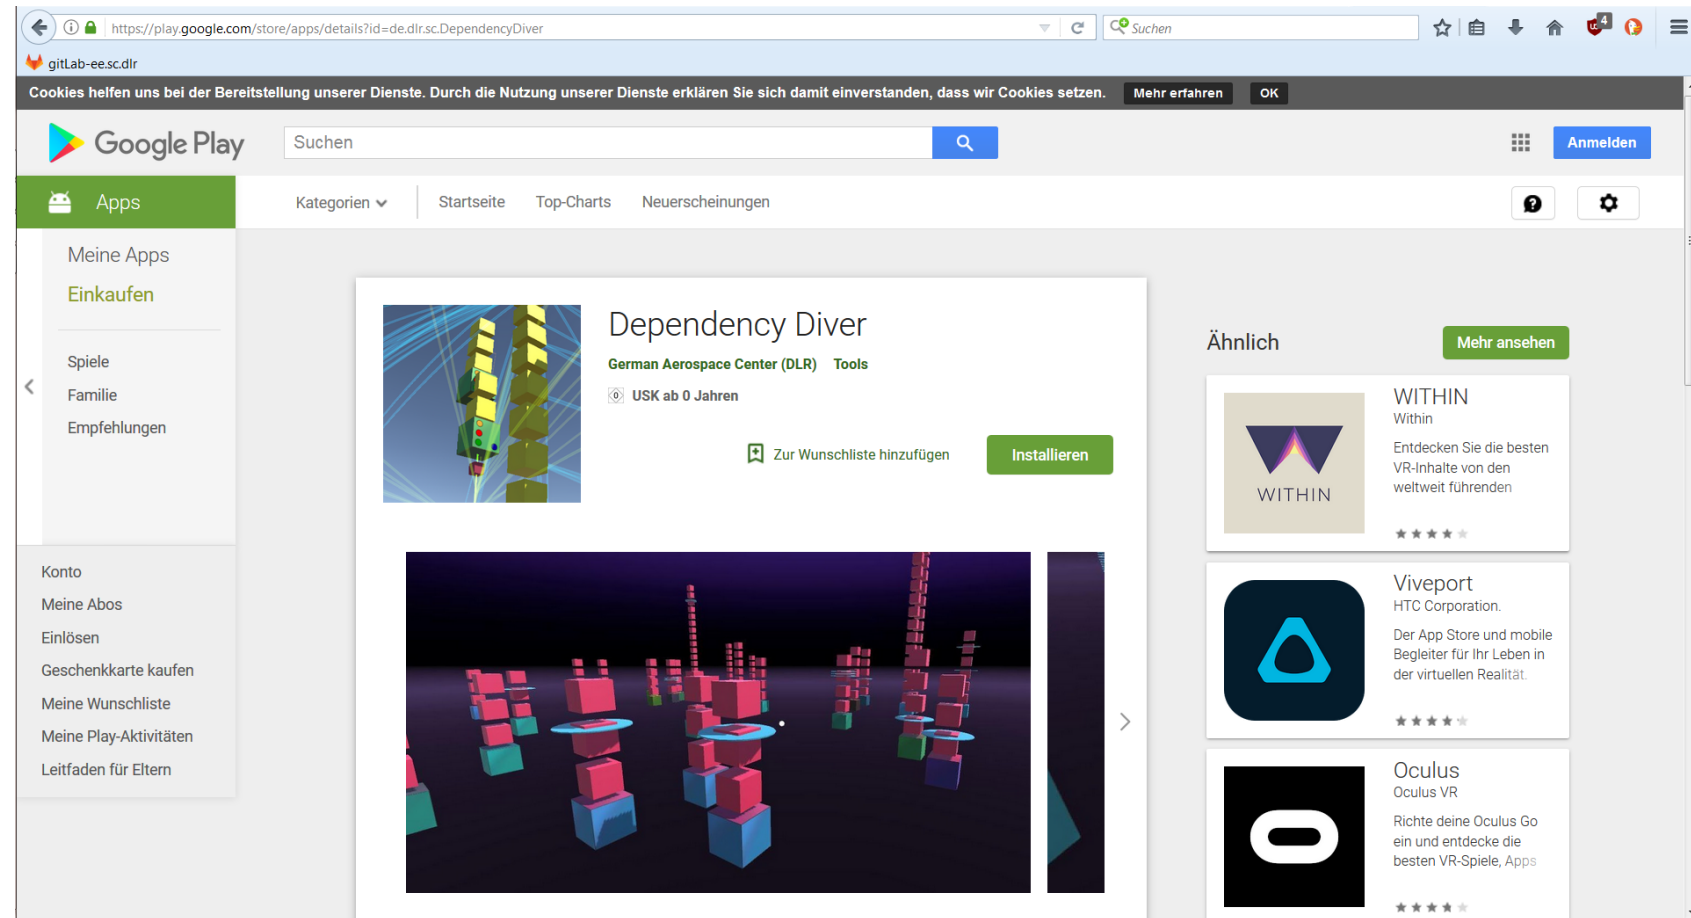 https://play.google.com/store/apps/details?id=de.dlr.sc.DependencyDiver
Suchen
4
gitLab-ee.sc.dlr
Cookies helfen uns bei der Bereitstellung unserer Dienste. Durch die Nutzung unserer Dienste erklären Sie sich damit einverstanden, dass wir Cookies setzen.
Mehr erfahren
OK
Google Play
Suchen
Anmelden
Apps
Kategorien
Startseite
Top-Charts
Neuerscheinungen
Meine Apps
Einkaufen
Spiele
Familie
Empfehlungen
Konto
Meine Abos
Einlösen
Geschenkkarte kaufen
Meine Wunschliste
Meine Play-Aktivitäten
Leitfaden für Eltern
Dependency Diver
German Aerospace Center (DLR) Tools
0 USK ab 0 Jahren
Zur Wunschliste hinzufügen
Installieren
Ähnlich
Mehr ansehen
WITHIN
WITHIN
Within
Entdecken Sie die besten
VR-Inhalte von den
weltweit führenden
Viveport
HTC Corporation.
Der App Store und mobile
Begleiter für Ihr Leben in
der virtuellen Realität.
Oculus
Oculus VR
Richte deine Oculus Go
ein und entdecke die
besten VR-Spiele, Apps